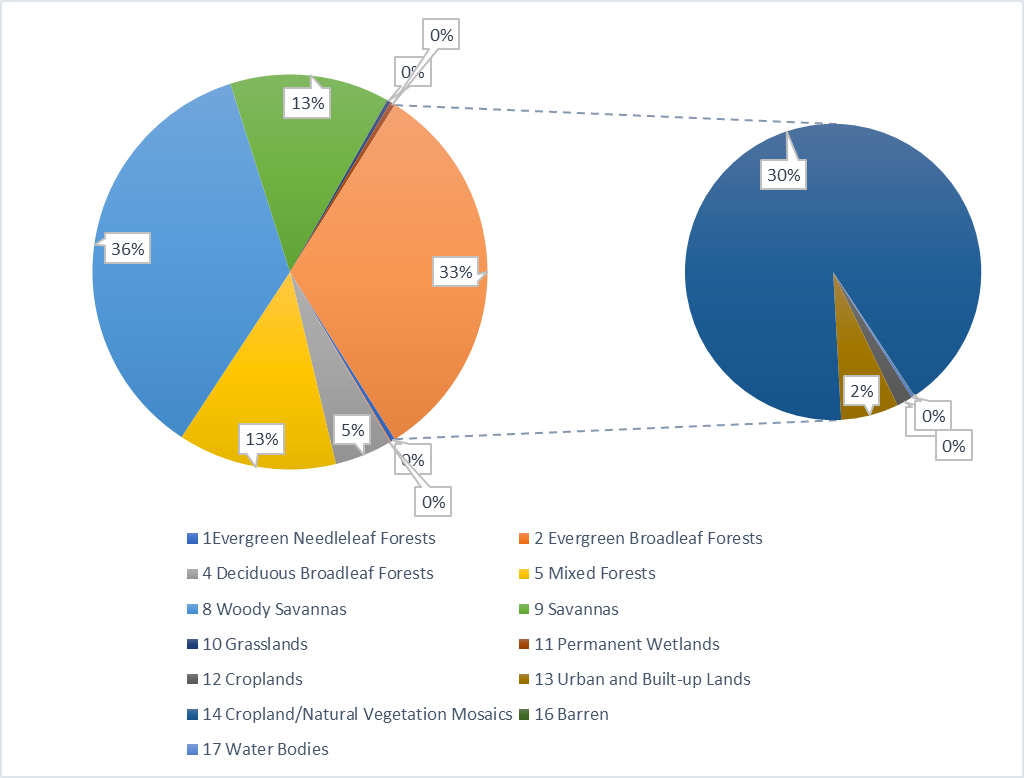 0%
0%
13%
30%
36%
33%
2%
0%
5%
13%
0%
0%
0%
1Evergreen Needleleaf Forests
2 Evergreen Broadleaf Forests
4 Deciduous Broadleaf Forests
5 Mixed Forests
8 Woody Savannas
9 Savannas
10 Grasslands
11 Permanent Wetlands
12 Croplands
13 Urban and Built-up Lands
14 Cropland/Natural Vegetation Mosaics
16 Barren
17 Water Bodies